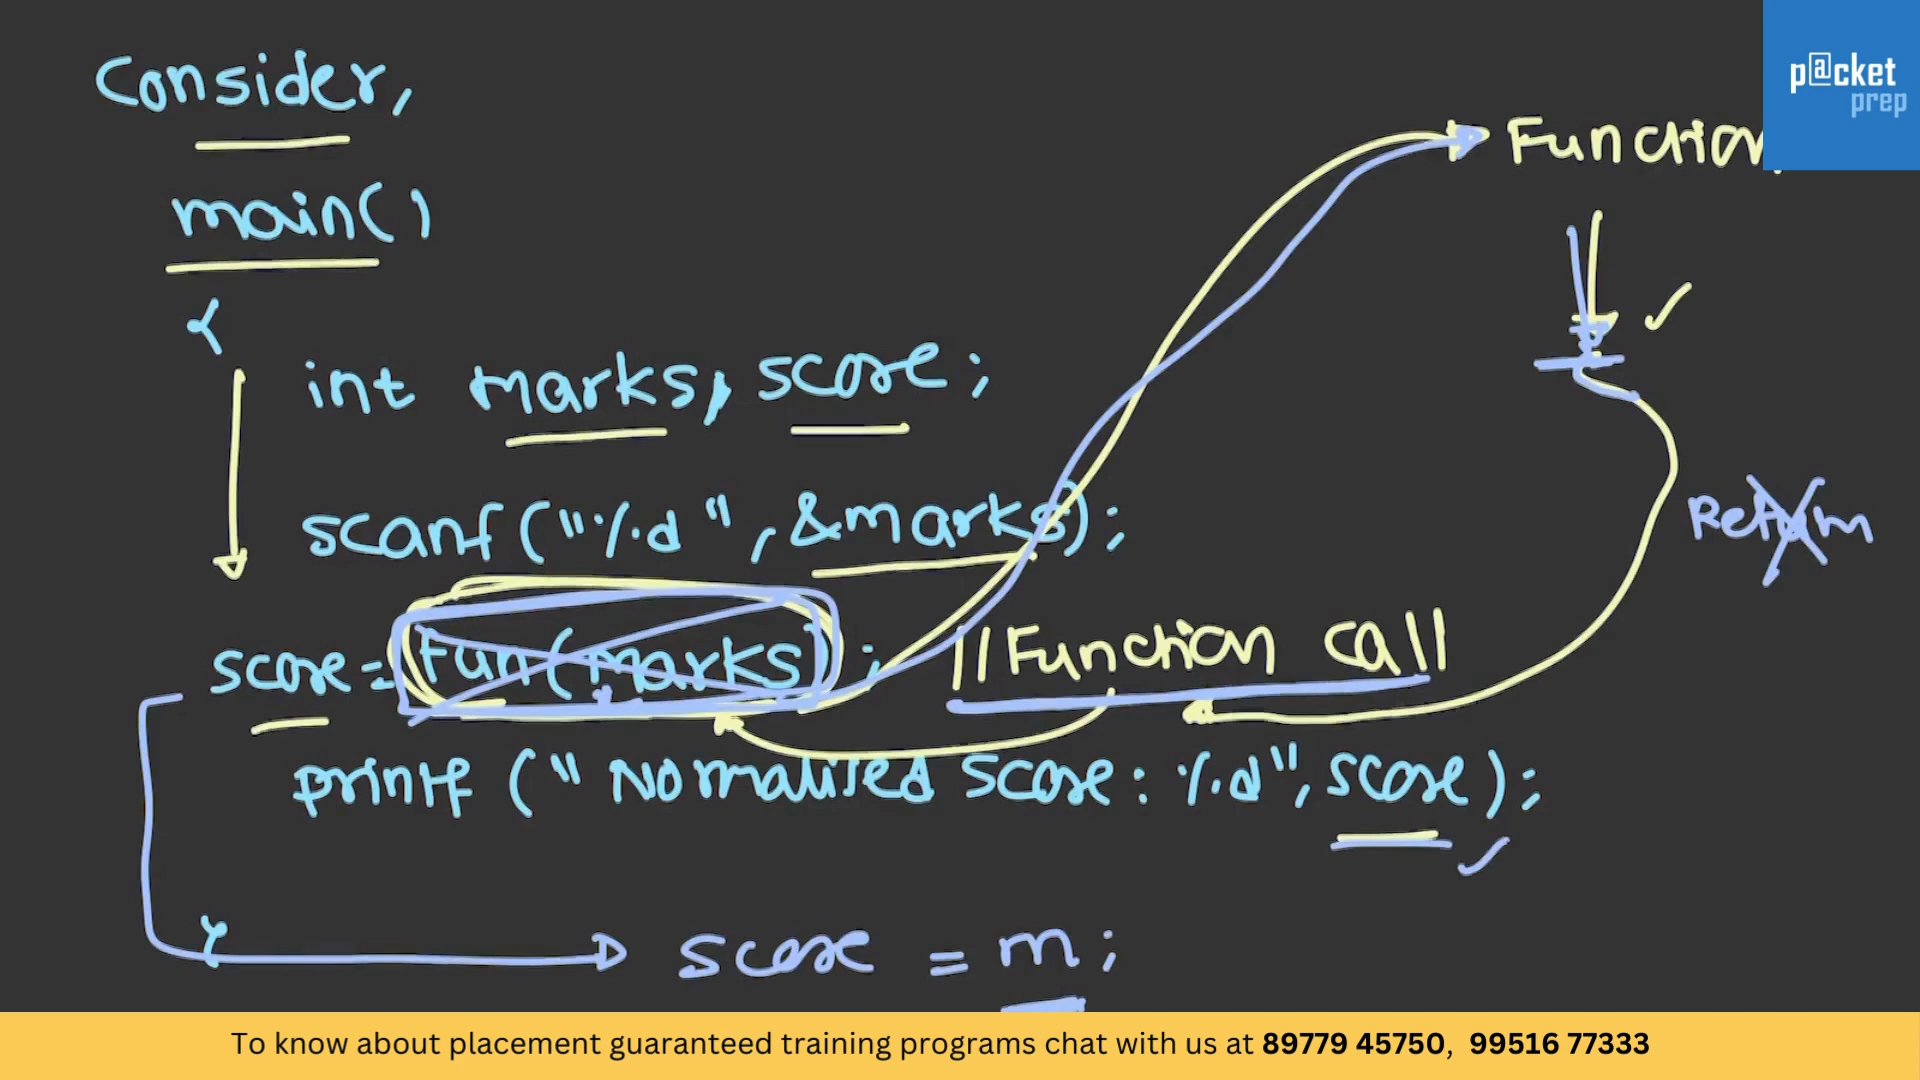 Consider,
p@cket
prep
Function
main()
{
int marks, score;
scanf ("%d", &marks);
Return
score = Fun(marks); //Function call
printf ("Normalised score: %d", score);
}
score = m;
To know about placement guaranteed training programs chat with us at 89779 45750, 99516 77333